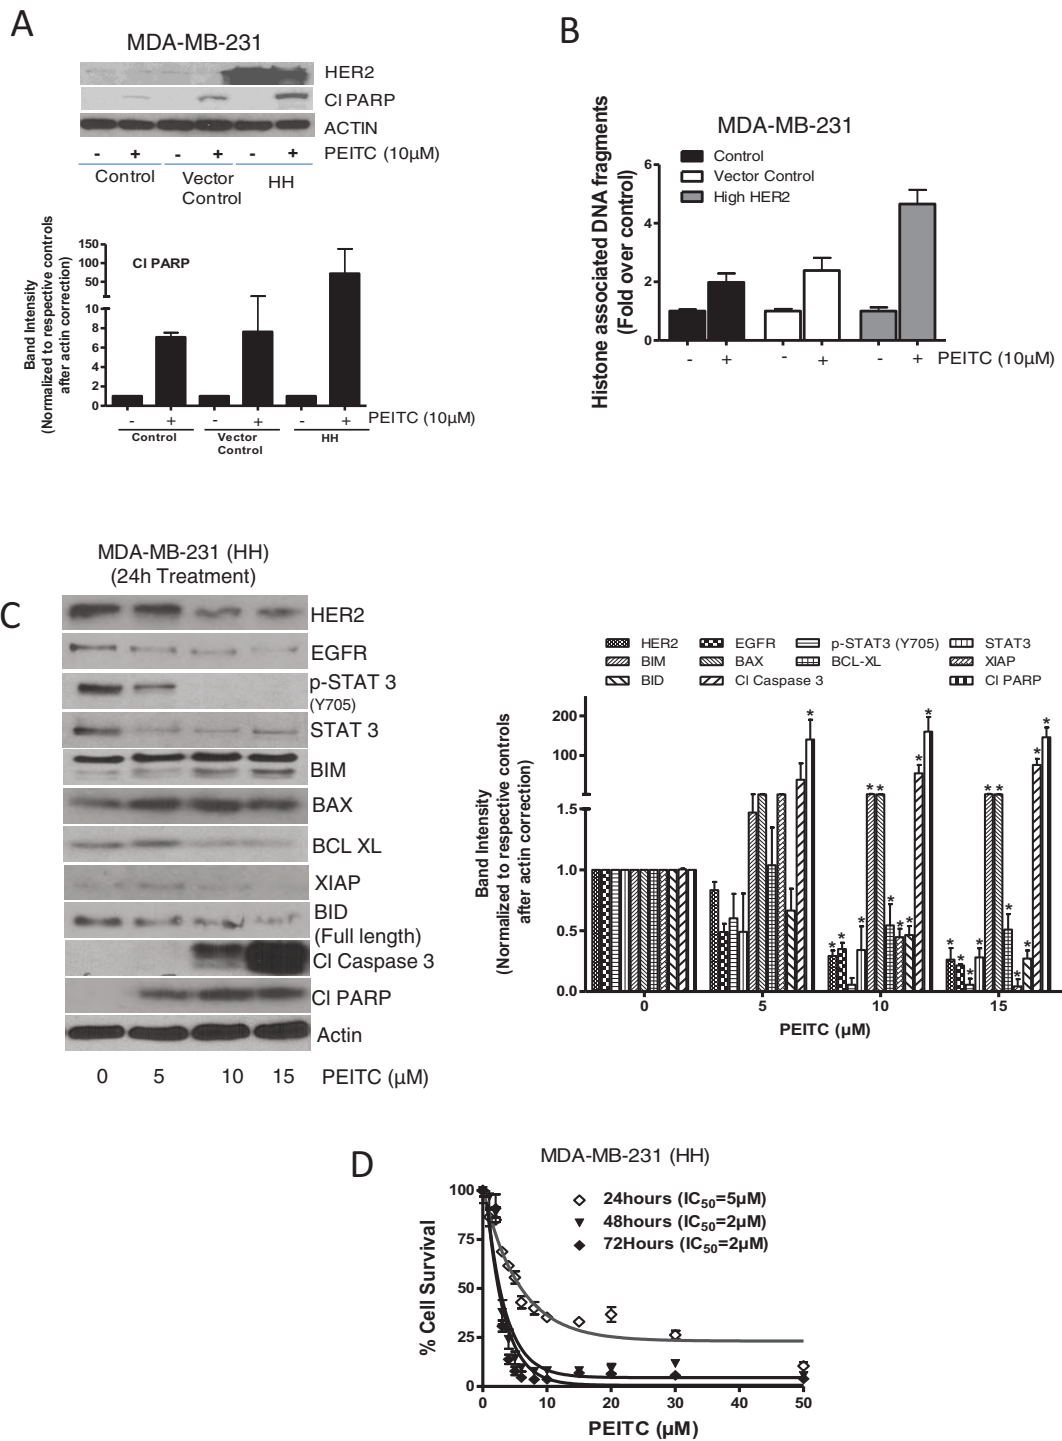 A
MDA-MB-231
HER2
Cl PARP
ACTIN
- + - + - + PEITC (10µM)
Control
Vector Control
HH
Band Intensity
(Normalized to respective controls
after actin correction)
Cl PARP
150
100
50
10
8
6
4
2
0
- + - + - + PEITC (10µM)
Control
Vector Control
HH
B
MDA-MB-231
Histone associated DNA fragments
(Fold over control)
Control
Vector Control
High HER2
6
4
2
0
- + - + - + PEITC (10µM)
C
MDA-MB-231 (HH)
(24h Treatment)
HER2
EGFR
p-STAT 3
(Y705)
STAT 3
BIM
BAX
BCL XL
XIAP
BID
(Full length)
Cl Caspase 3
Cl PARP
Actin
0 5 10 15 PEITC (µM)
HER2 EGFR p-STAT3 (Y705) STAT3
BIM BAX BCL-XL XIAP
BID Cl Caspase 3 Cl PARP
Band Intensity
(Normalized to respective controls
after actin correction)
200
100
1.5
1.0
0.5
0.0
* * * * * * * * * * * * * * * * * * * * *
0 5 10 15
PEITC (µM)
D
MDA-MB-231 (HH)
24hours (IC50=5µM)
48hours (IC50=2µM)
72Hours (IC50=2µM)
% Cell Survival
100
75
50
25
0
0 10 20 30 40 50
PEITC (µM)